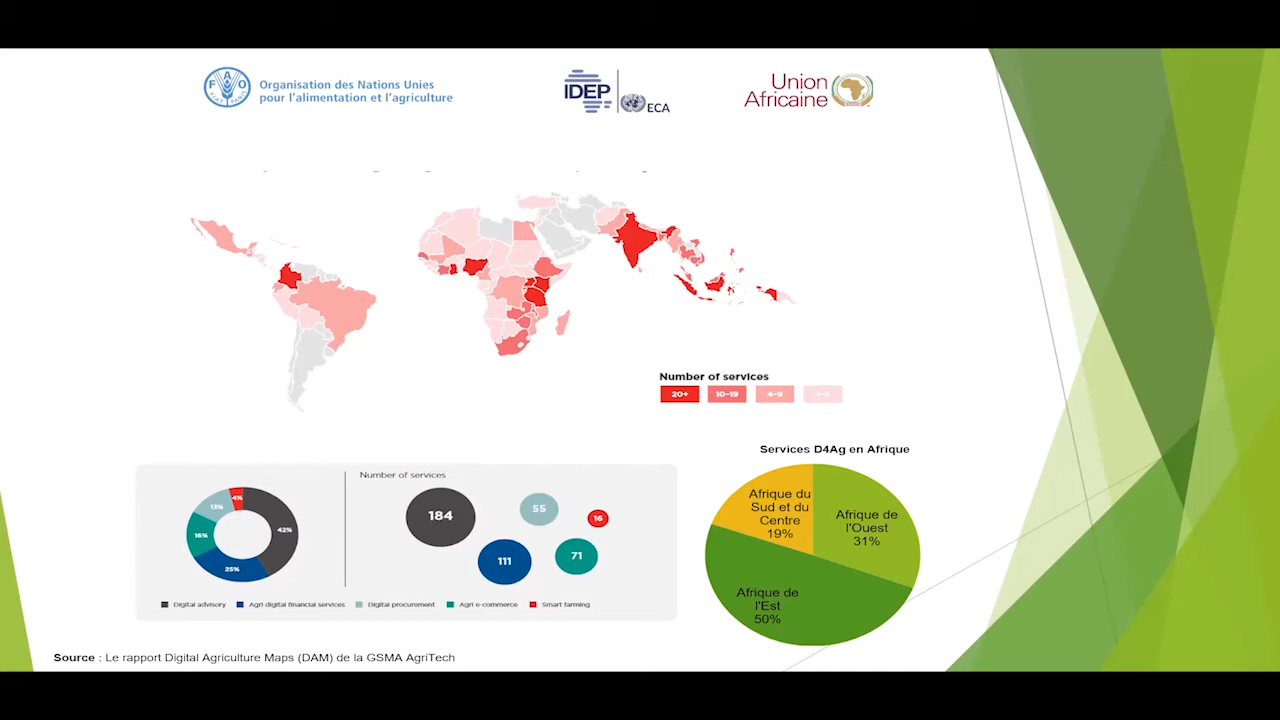 FAO
FIAT PANIS
Organisation des Nations Unies
pour l'alimentation et l'agriculture
IDEP
ECA
Union
Africaine
Number of services
20+ 10-19 4-9
Services D4Ag en Afrique
Number of services
4%
13%
16%
25%
42%
184
55
16
111
71
Digital advisory Agri digital financial services Digital procurement Agri e-commerce Smart farming
Afrique du
Sud et du
Centre
19%
Afrique de
l'Ouest
31%
Afrique de
l'Est
50%
Source : Le rapport Digital Agriculture Maps (DAM) de la GSMA AgriTech